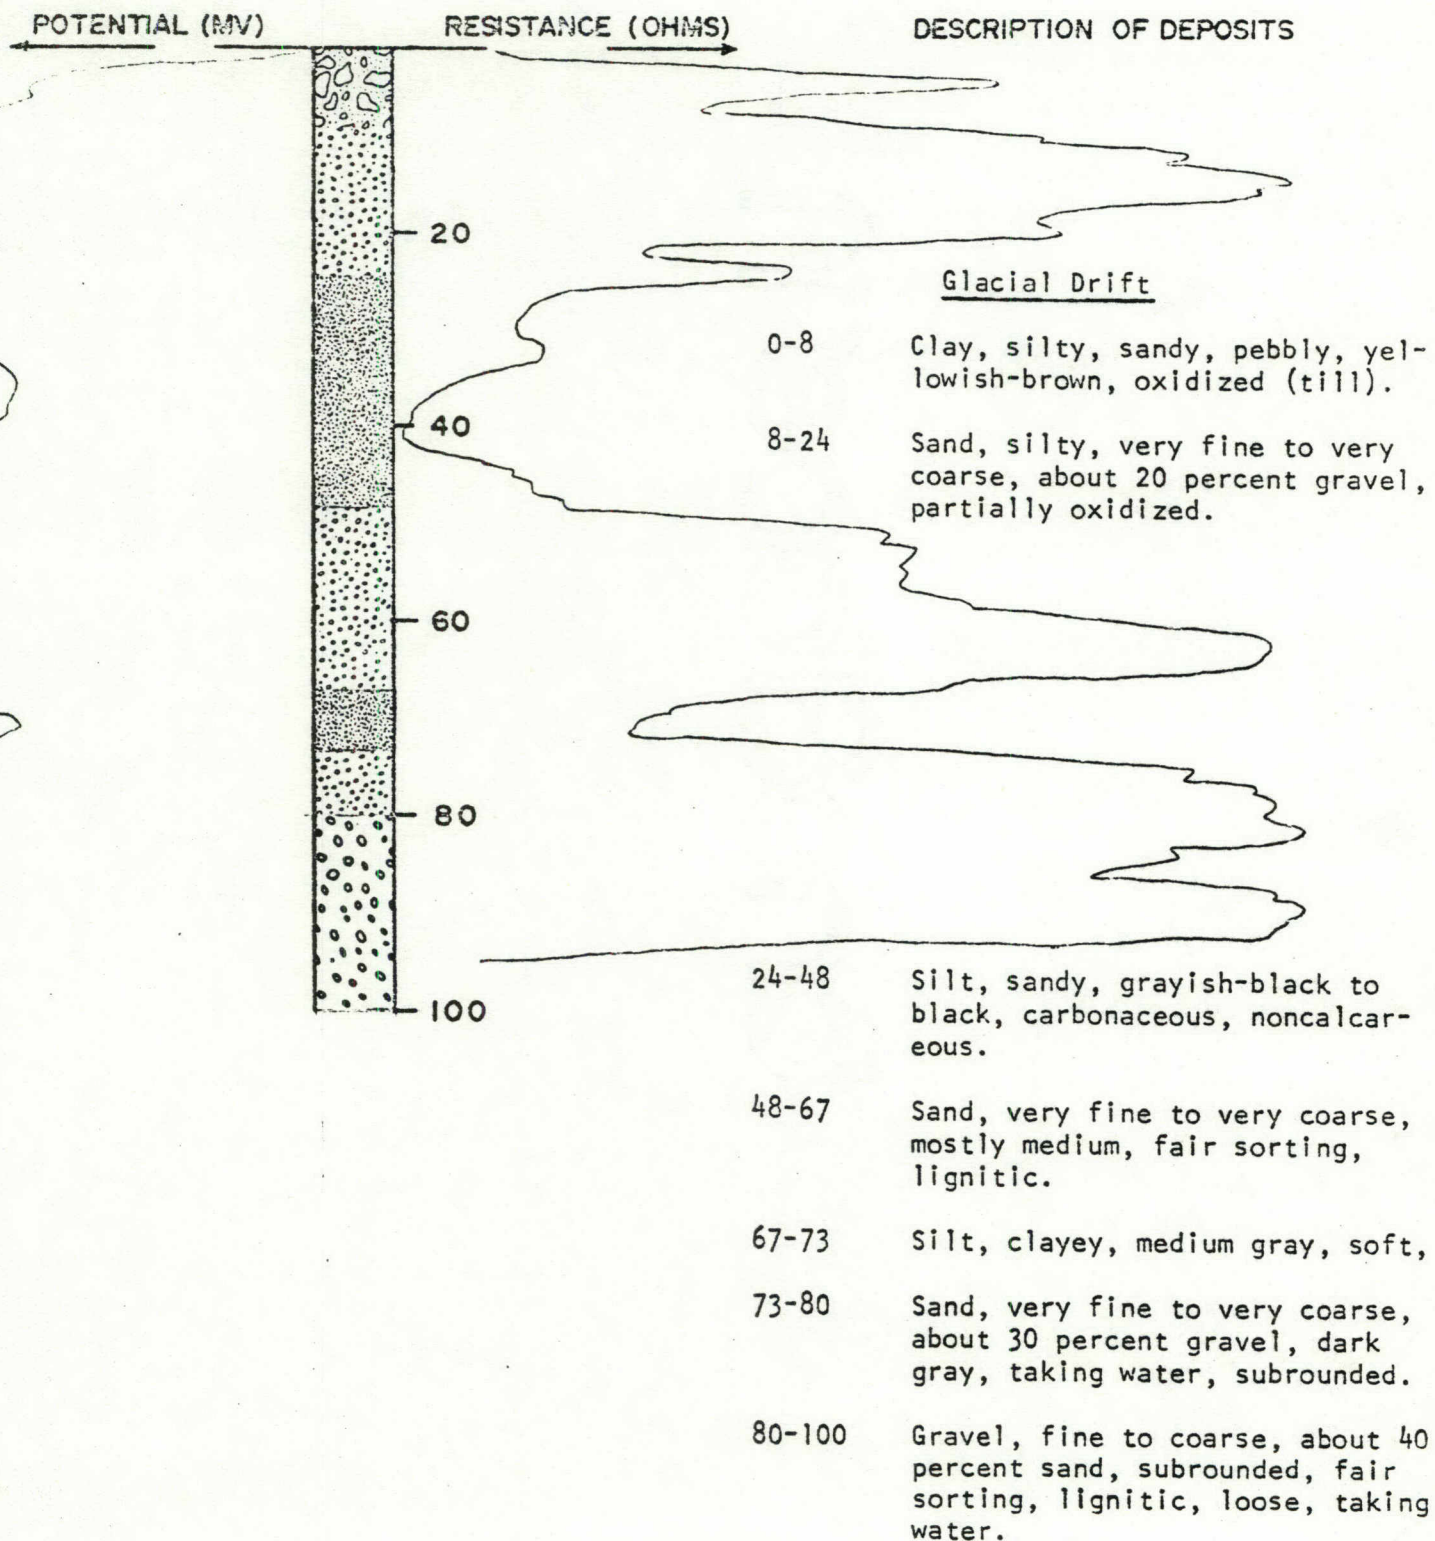 POTENTIAL (MV) RESISTANCE (OHMS) DESCRIPTION OF DEPOSITS
20
40
60
80
100
Glacial Drift
0-8 Clay, silty, sandy, pebbly, yel-
lowish-brown, oxidized (till).
8-24 Sand, silty, very fine to very
coarse, about 20 percent gravel,
partially oxidized.
24-48 Silt, sandy, grayish-black to
black, carbonaceous, noncalcar-
eous.
48-67 Sand, very fine to very coarse,
mostly medium, fair sorting,
lignitic.
67-73 Silt, clayey, medium gray, soft,
73-80 Sand, very fine to very coarse,
about 30 percent gravel, dark
gray, taking water, subrounded.
80-100 Gravel, fine to coarse, about 40
percent sand, subrounded, fair
sorting, lignitic, loose, taking
water.